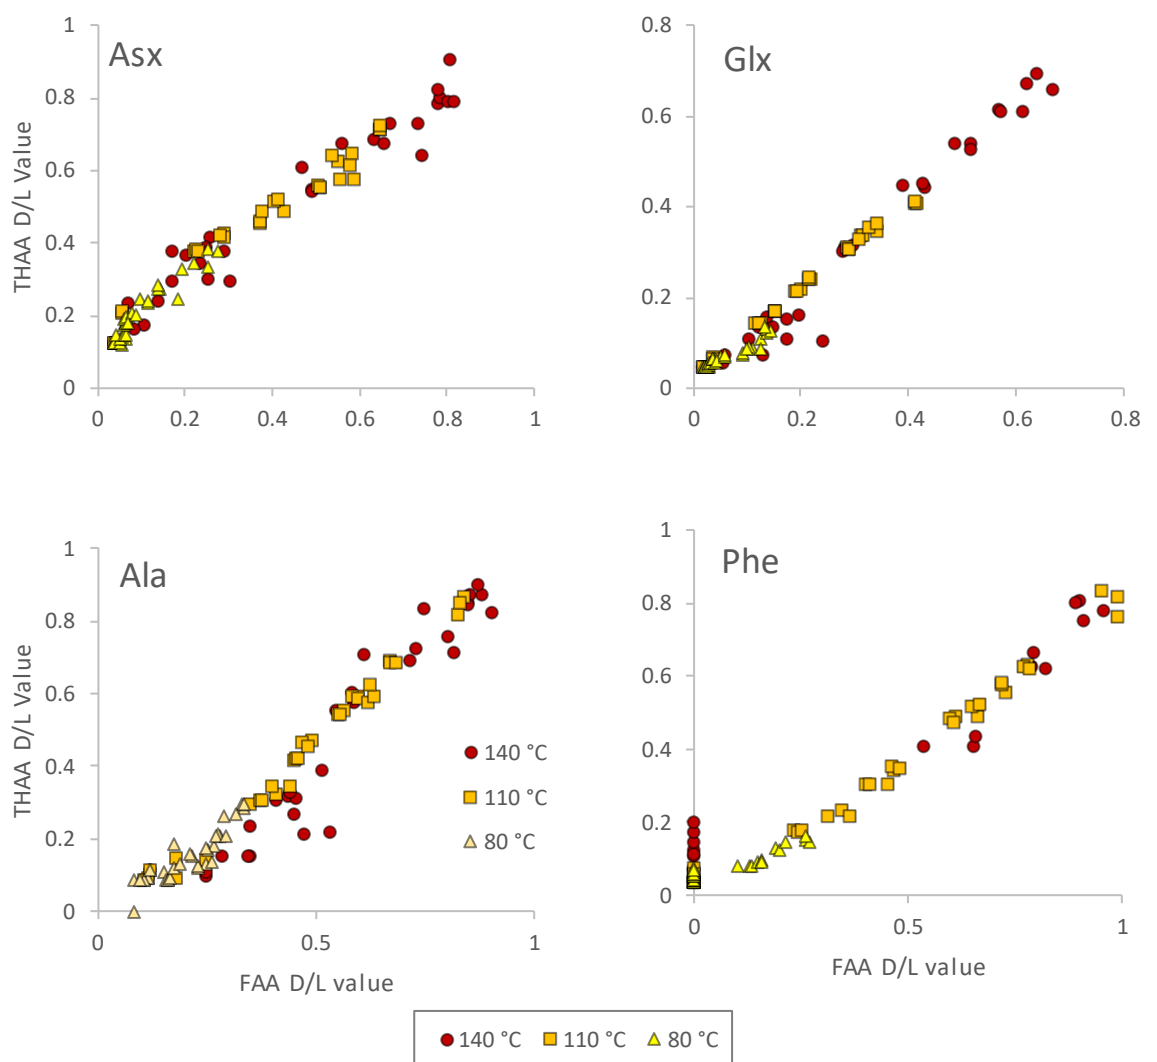 Asx
THAA D/L Value
1
0.8
0.6
0.4
0.2
0
0 0.2 0.4 0.6 0.8 1
Glx
0.8
0.6
0.4
0.2
0
0 0.2 0.4 0.6 0.8
Ala
THAA D/L Value
1
0.8
0.6
0.4
0.2
0
0 0.5 1
FAA D/L value
140 °C
110 °C
80 °C
Phe
1
0.8
0.6
0.4
0.2
0
0 0.5 1
FAA D/L value
140 °C 110 °C 80 °C